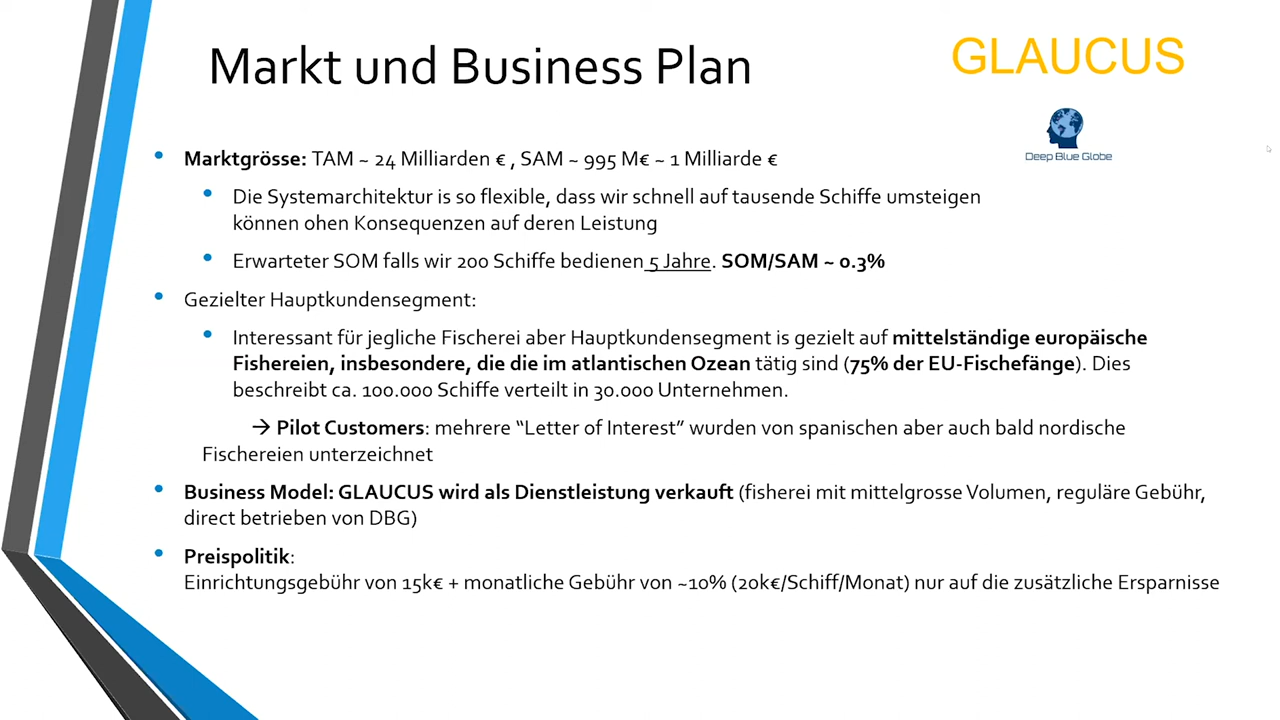 Markt und Business Plan
GLAUCUS
Deep Blue Globe
• Marktgrösse: TAM ~ 24 Milliarden € , SAM ~ 995 M€ ~ 1 Milliarde €
• Die Systemarchitektur is so flexible, dass wir schnell auf tausende Schiffe umsteigen
können ohen Konsequenzen auf deren Leistung
• Erwarteter SOM falls wir 200 Schiffe bedienen 5 Jahre. SOM/SAM ~ 0.3%
• Gezielter Hauptkundensegment:
• Interessant für jegliche Fischerei aber Hauptkundensegment is gezielt auf mittelständige europäische
Fishereien, insbesondere, die die im atlantischen Ozean tätig sind (75% der EU-Fischefänge). Dies
beschreibt ca. 100.000 Schiffe verteilt in 30.000 Unternehmen.
→ Pilot Customers: mehrere “Letter of Interest” wurden von spanischen aber auch bald nordische
Fischereien unterzeichnet
• Business Model: GLAUCUS wird als Dienstleistung verkauft (fisherei mit mittelgrosse Volumen, reguläre Gebühr,
direct betrieben von DBG)
• Preispolitik:
Einrichtungsgebühr von 15k€ + monatliche Gebühr von ~10% (20k€/Schiff/Monat) nur auf die zusätzliche Ersparnisse